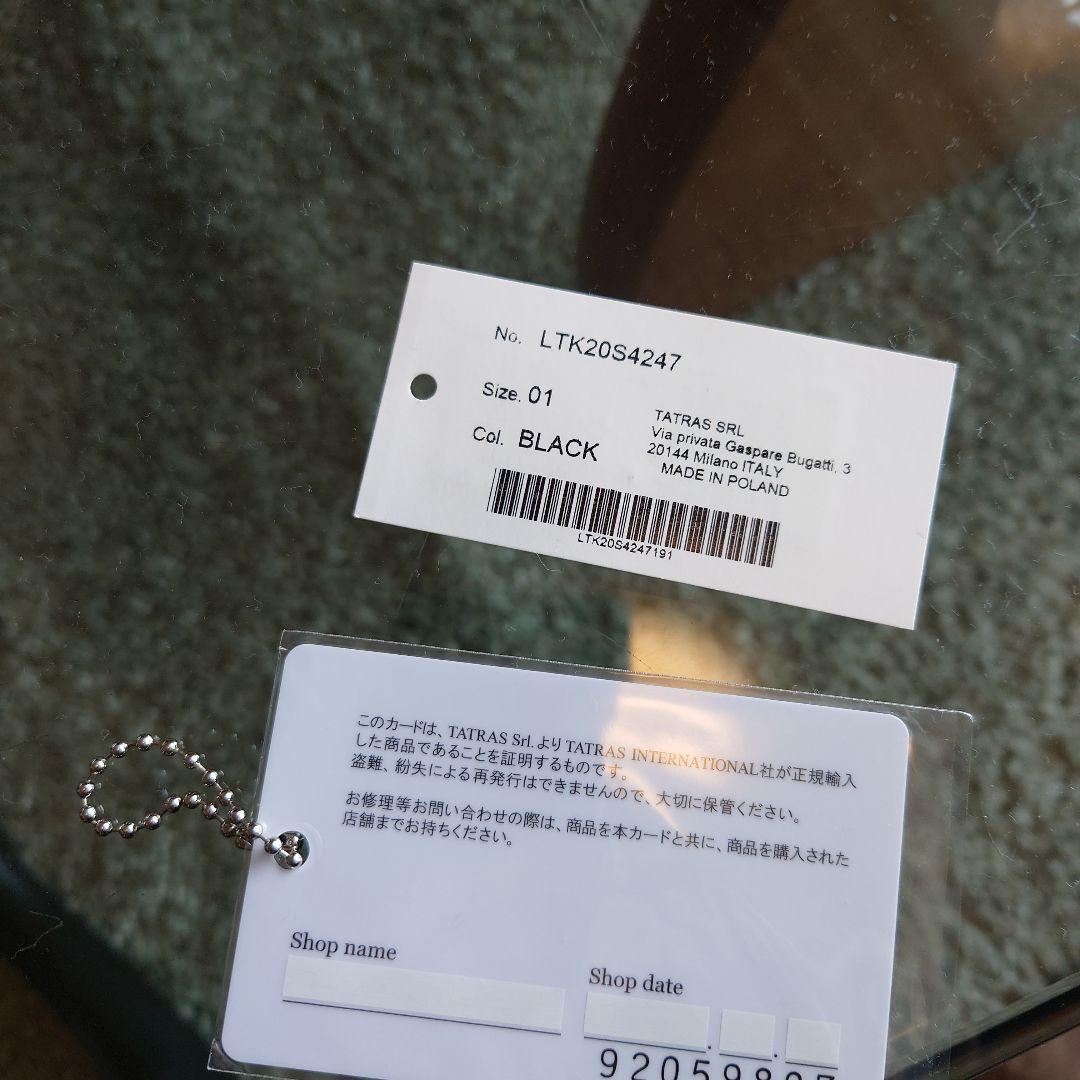 No. LTK20S4247
Size. 01
Col. BLACK
TATRAS SRL
Via privata Gaspare Bugatti, 3
20144 Milano ITALY
MADE IN POLAND
LTK20S4247191
このカードは、TATRAS Srl.よりTATRAS INTERNATIONAL社が正規輸入
した商品であることを証明するものです。
盗難、紛失による再発行はできませんので、大切に保管ください。
お修理等お問い合わせの際は、商品を本カードと共に、商品を購入された
店舗までお持ちください。
Shop name
Shop date